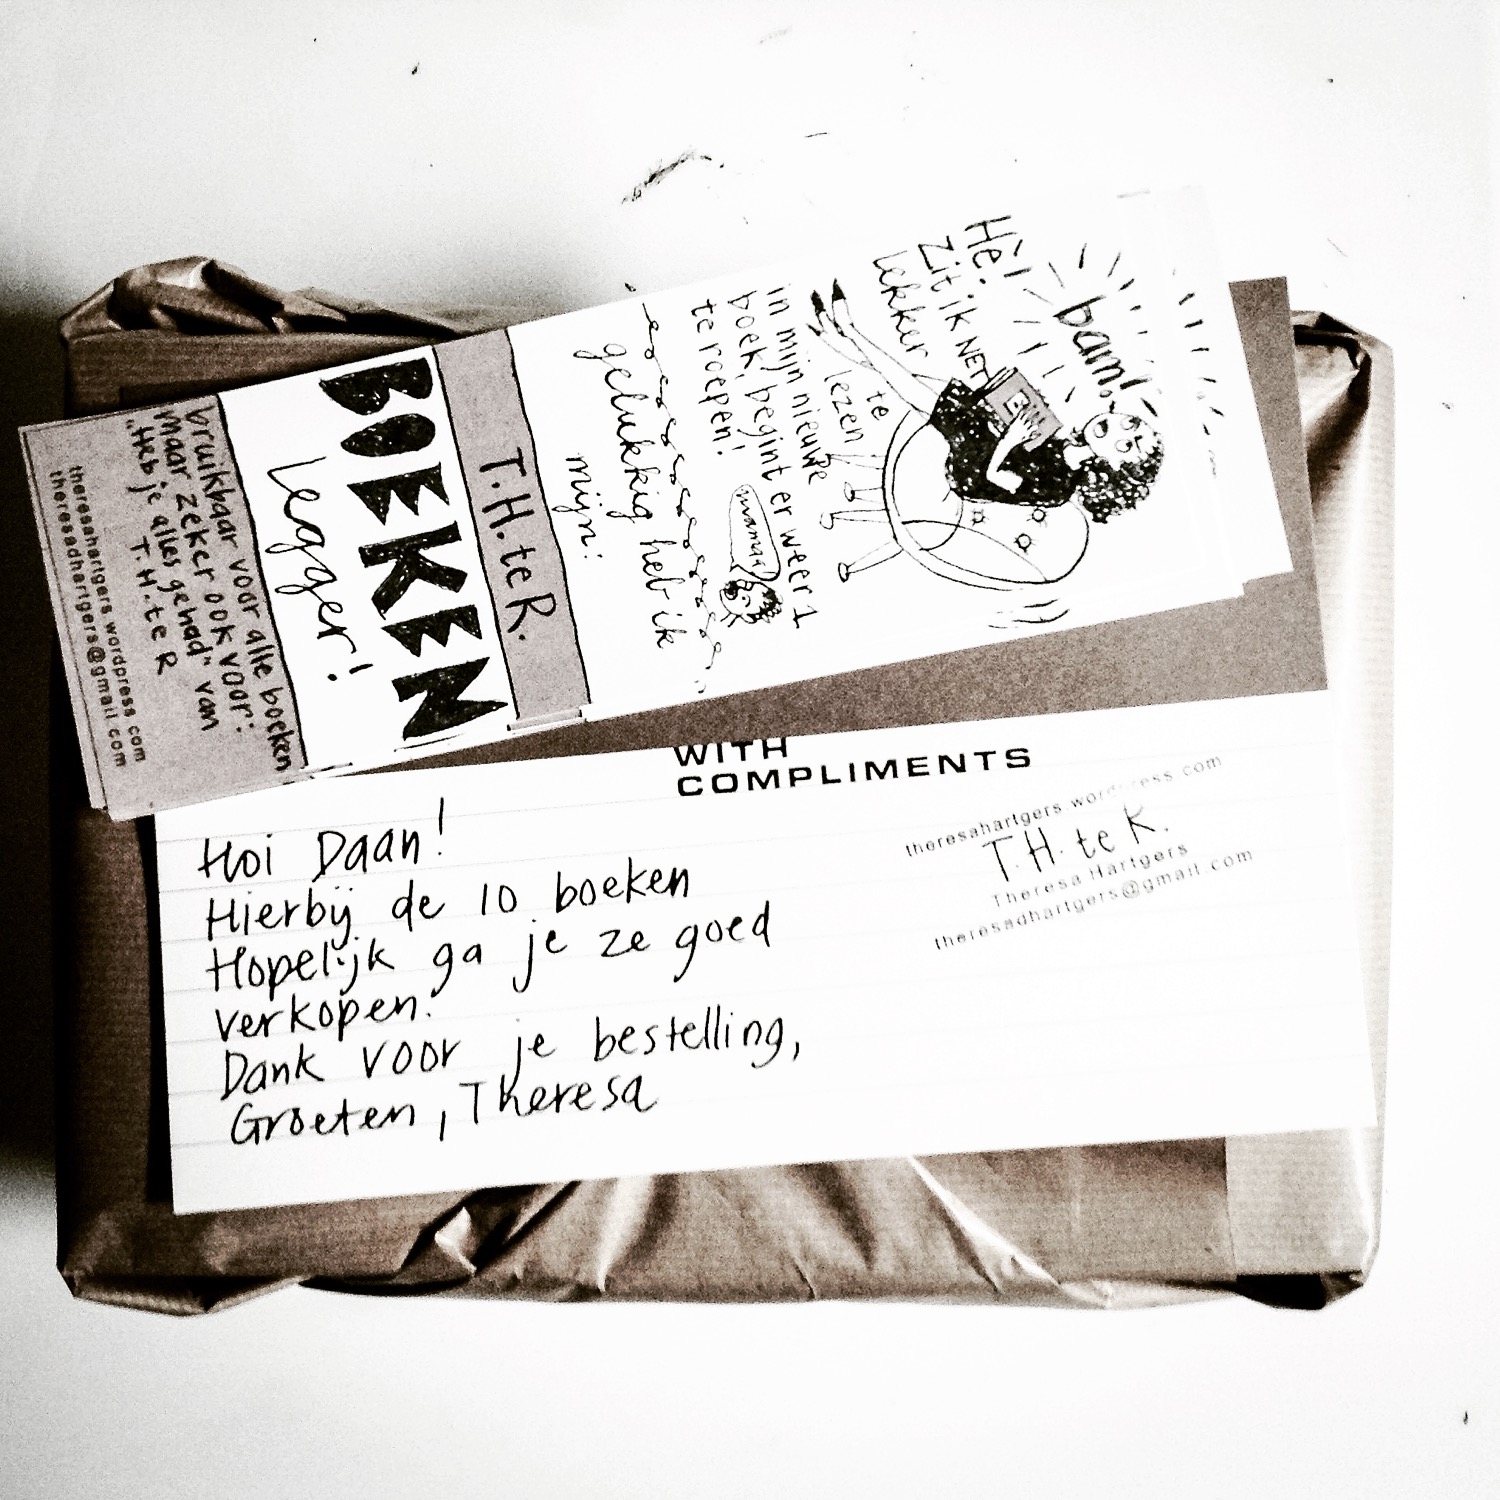 Hè!
Zit ik NET
lekker
te
lezen
in mijn nieuwe
boek, begint er weer 1
te roepen!
bam!
mamaa!
gelukkig heb ik
mijn:
T.H. te R.
BOEKEN
legger!
bruikbaar voor alle boeken
maar zeker ook voor:
"Heb je alles gehad" van
T.H. te R
theresahartgers.wordpress.com
theresadhartgers@gmail.com
WITH
COMPLIMENTS
theresahartgers.wordpress.com
T.H. te R.
Theresa Hartgers
theresadhartgers@gmail.com
Hoi Daan!
Hierbij de 10 boeken
Hopelijk ga je ze goed
verkopen!
Dank voor je bestelling,
Groeten, Theresa